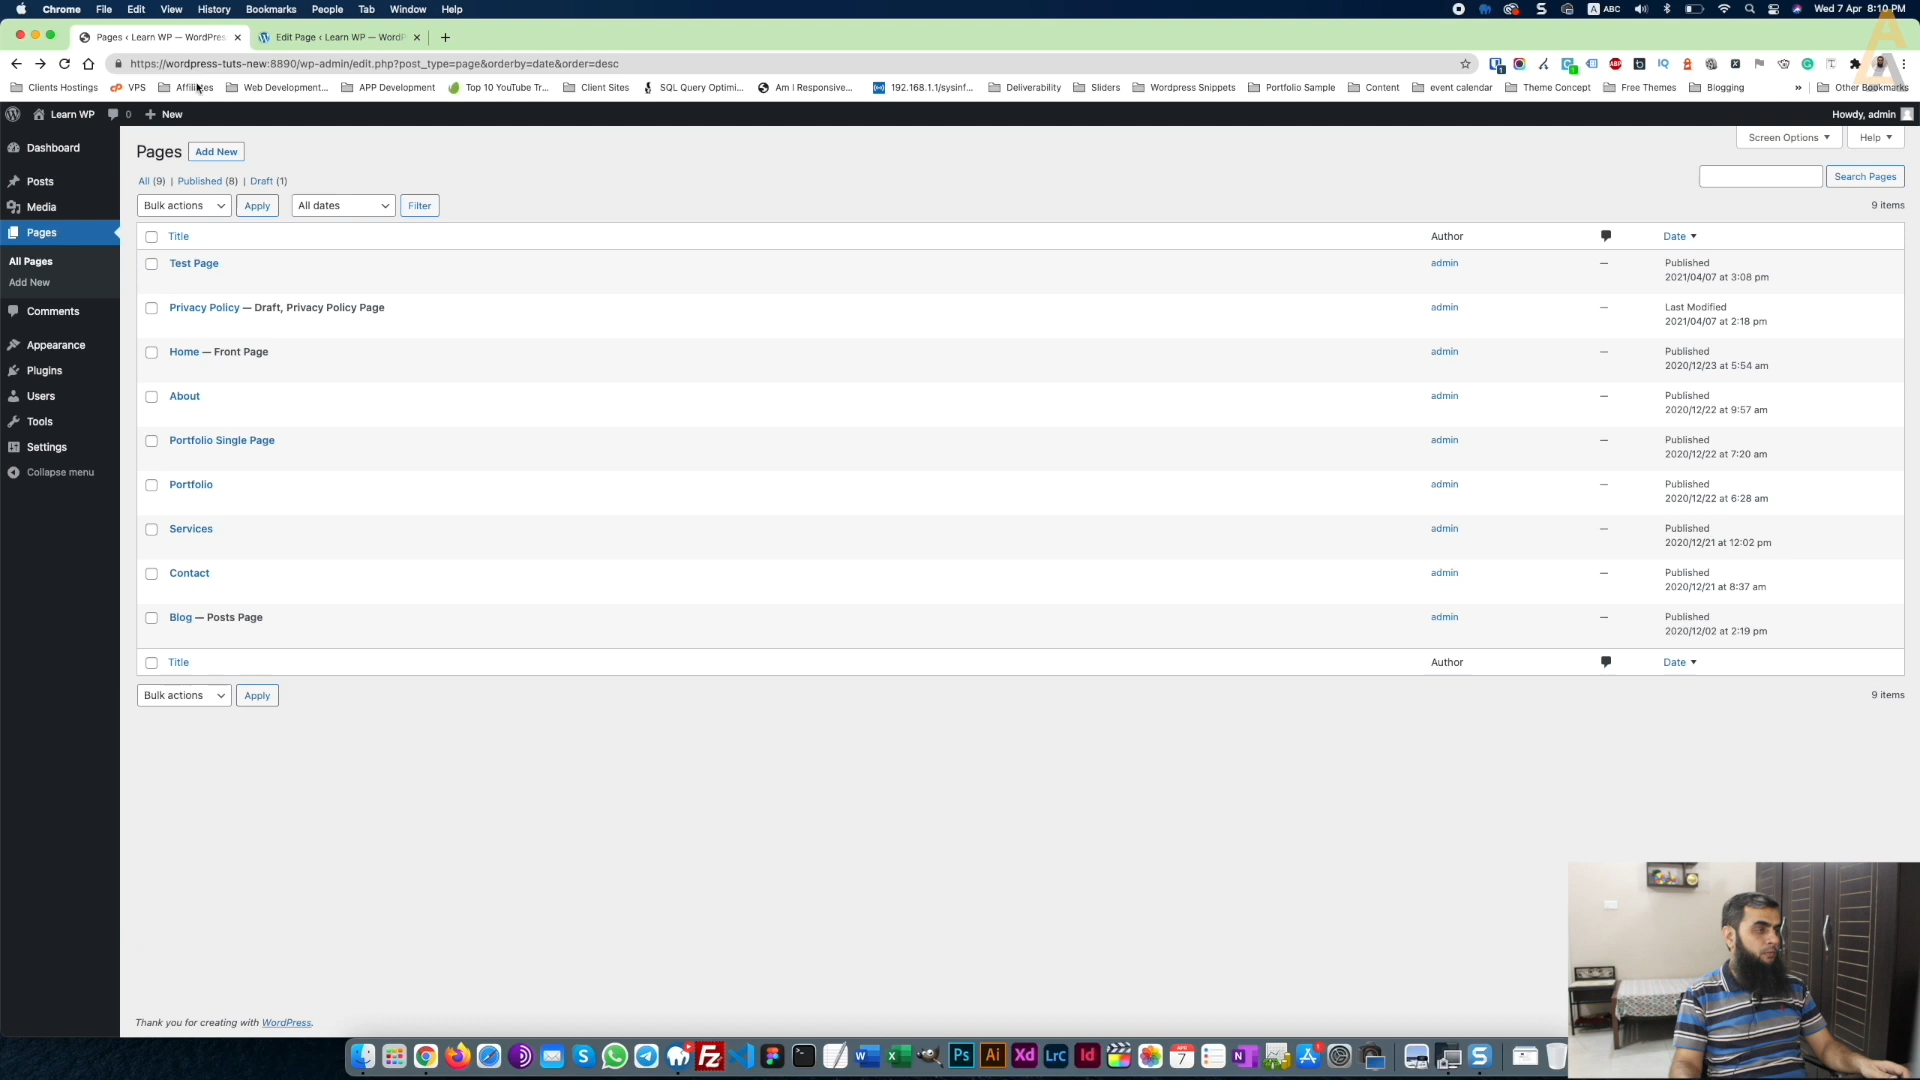 Chrome File Edit View History Bookmarks People Tab Window Help
ABC Wed 7 Apr 8:10 PM
Pages ‹ Learn WP — WordPres
Edit Page ‹ Learn WP — WordP
https://wordpress-tuts-new:8890/wp-admin/edit.php?post_type=page&orderby=date&order=desc
Clients Hostings VPS Affiliates Web Development... APP Development Top 10 YouTube Tr... Client Sites SQL Query Optimi... Am I Responsive... 192.168.1.1/sysinf... Deliverability Sliders Wordpress Snippets Portfolio Sample Content event calendar Theme Concept Free Themes Blogging » Other Bookmarks
Learn WP 0 + New Howdy, admin
Dashboard
Posts
Media
Pages
All Pages
Add New
Comments
Appearance
Plugins
Users
Tools
Settings
Collapse menu
Screen Options Help
Pages Add New
All (9) | Published (8) | Draft (1)
Search Pages
Bulk actions Apply All dates Filter 9 items
Title Author Date
Test Page admin — Published
2021/04/07 at 3:08 pm
Privacy Policy — Draft, Privacy Policy Page admin — Last Modified
2021/04/07 at 2:18 pm
Home — Front Page admin — Published
2020/12/23 at 5:54 am
About admin — Published
2020/12/22 at 9:57 am
Portfolio Single Page admin — Published
2020/12/22 at 7:20 am
Portfolio admin — Published
2020/12/22 at 6:28 am
Services admin — Published
2020/12/21 at 12:02 pm
Contact admin — Published
2020/12/21 at 8:37 am
Blog — Posts Page admin — Published
2020/12/02 at 2:19 pm
Title Author Date
Bulk actions Apply 9 items
Thank you for creating with WordPress.
Fz W X Ps Ai Xd Lrc Id 7 N S